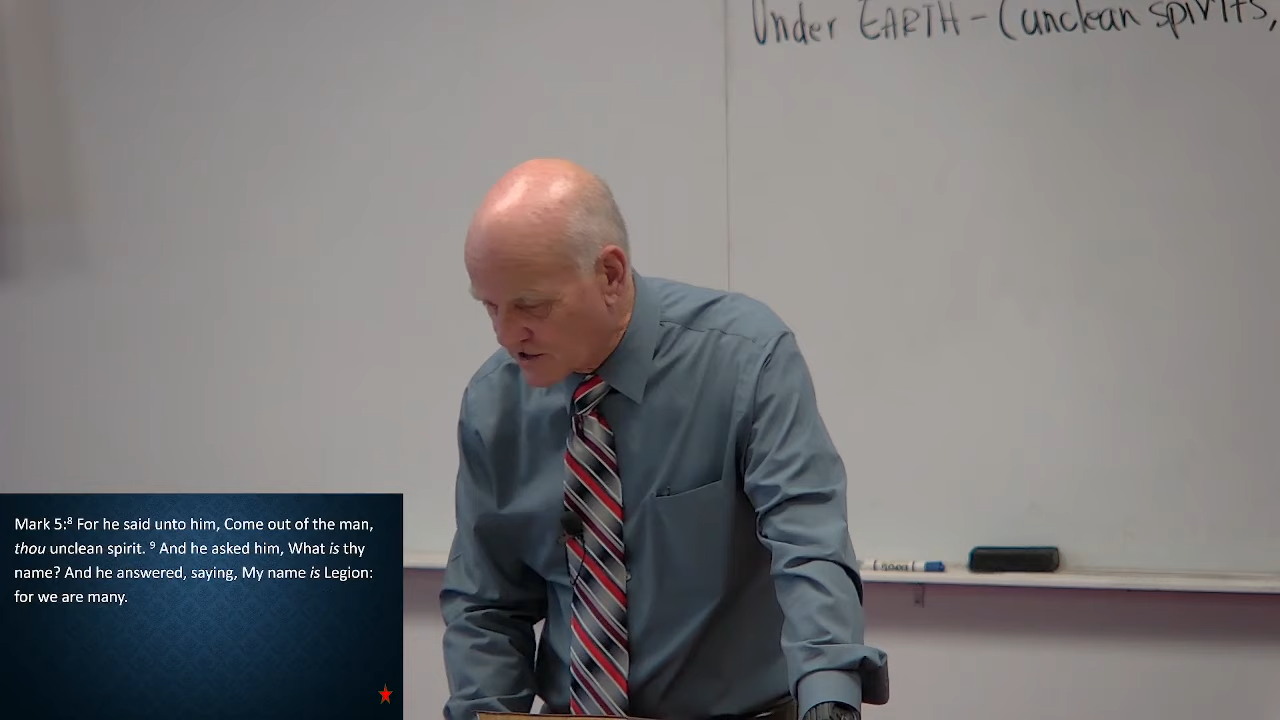 Under EARTH - (unclean spirits,
Mark 5:⁸ For he said unto him, Come out of the man,
thou unclean spirit. ⁹ And he asked him, What is thy
name? And he answered, saying, My name is Legion:
for we are many.